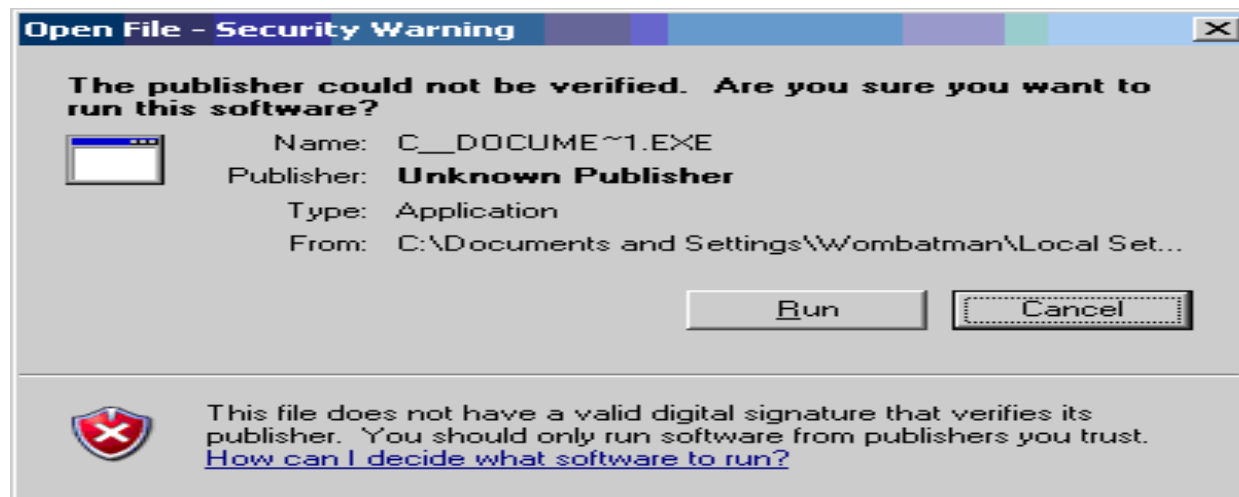 Open File - Security Warning
The publisher could not be verified.  Are you sure you want to
run this software?
Name: C__DOCUME~1.EXE
Publisher: Unknown Publisher
Type: Application
From: C:\Documents and Settings\Wombatman\Local Set...
Run Cancel
This file does not have a valid digital signature that verifies its
publisher.  You should only run software from publishers you trust.
How can I decide what software to run?